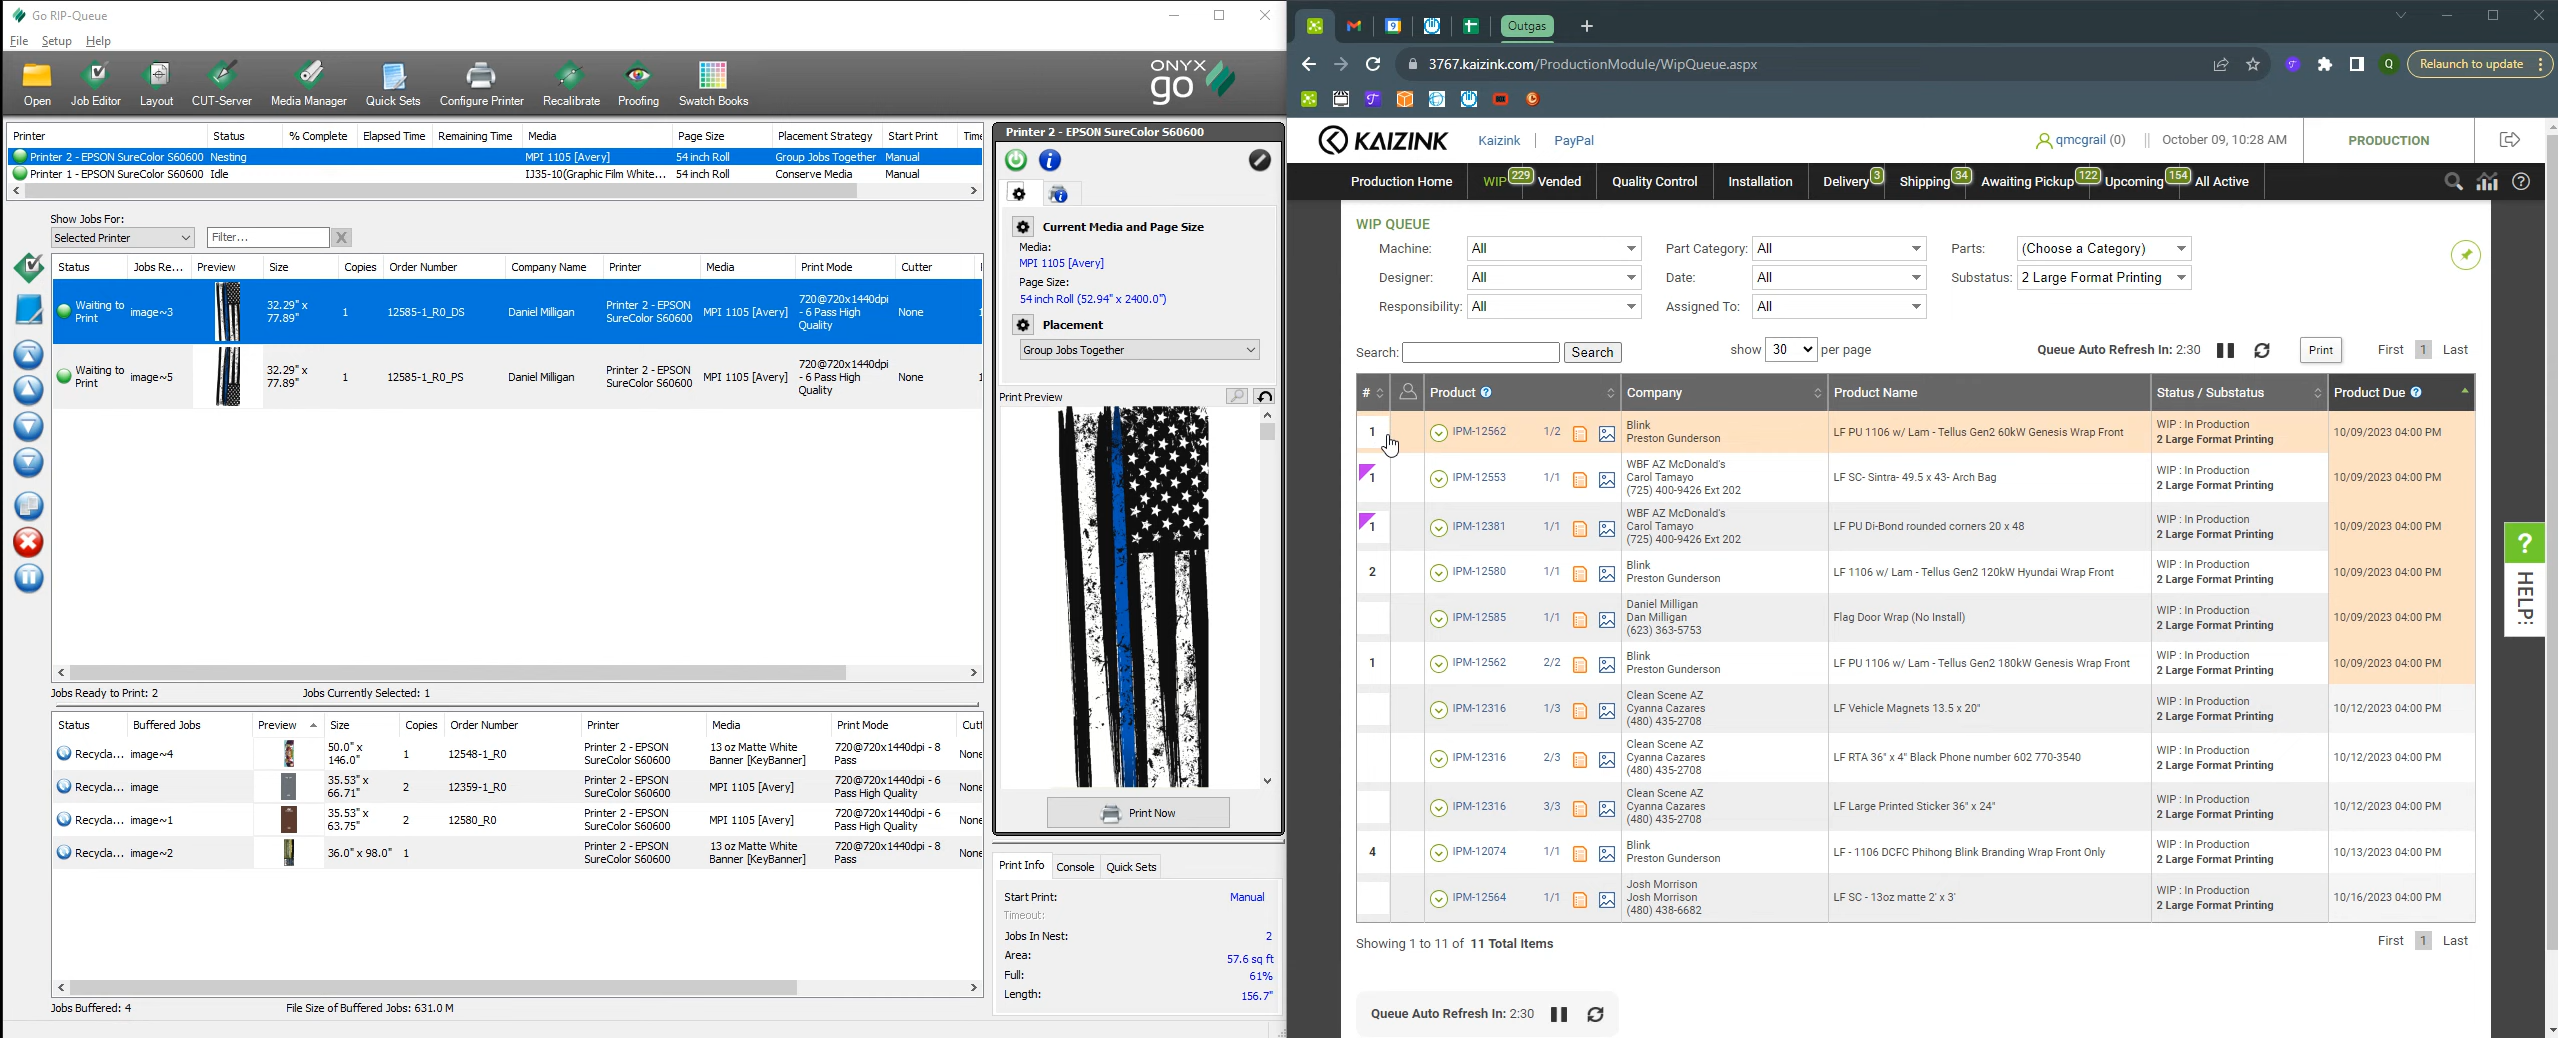 Go RIP-Queue
File Setup Help
Open Job Editor Layout CUT-Server Media Manager Quick Sets Configure Printer Recalibrate Proofing Swatch Books
ONYX
go
Printer Status % Complete Elapsed Time Remaining Time Media Page Size Placement Strategy Start Print Time
Printer 2 - EPSON SureColor S60600 Nesting MPI 1105 [Avery] 54 inch Roll Group Jobs Together Manual
Printer 1 - EPSON SureColor S60600 Idle IJ35-10(Graphic Film White... 54 inch Roll Conserve Media Manual
Show Jobs For:
Selected Printer Filter... X
Status Jobs Re... Preview Size Copies Order Number Company Name Printer Media Print Mode Cutter
Waiting to Print image~3 32.29" x 77.89" 1 12585-1_R0_DS Daniel Milligan Printer 2 - EPSON SureColor S60600 MPI 1105 [Avery] 720@720x1440dpi - 6 Pass High Quality None
Waiting to Print image~5 32.29" x 77.89" 1 12585-1_R0_PS Daniel Milligan Printer 2 - EPSON SureColor S60600 MPI 1105 [Avery] 720@720x1440dpi - 6 Pass High Quality None
Jobs Ready to Print: 2 Jobs Currently Selected: 1
Status Buffered Jobs Preview Size Copies Order Number Printer Media Print Mode Cutt
Recycla... image~4 50.0" x 146.0" 1 12548-1_R0 Printer 2 - EPSON SureColor S60600 13 oz Matte White Banner [KeyBanner] 720@720x1440dpi - 8 Pass None
Recycla... image 35.53" x 66.71" 2 12359-1_R0 Printer 2 - EPSON SureColor S60600 MPI 1105 [Avery] 720@720x1440dpi - 6 Pass High Quality None
Recycla... image~1 35.53" x 63.75" 2 12580_R0 Printer 2 - EPSON SureColor S60600 MPI 1105 [Avery] 720@720x1440dpi - 6 Pass High Quality None
Recycla... image~2 36.0" x 98.0" 1 Printer 2 - EPSON SureColor S60600 13 oz Matte White Banner [KeyBanner] 720@720x1440dpi - 8 Pass None
Jobs Buffered: 4 File Size of Buffered Jobs: 631.0 M
Printer 2 - EPSON SureColor S60600
Current Media and Page Size
Media:
MPI 1105 [Avery]
Page Size:
54 inch Roll (52.94" x 2400.0")
Placement
Group Jobs Together
Print Preview
Print Now
Print Info Console Quick Sets
Start Print: Manual
Timeout:
Jobs In Nest: 2
Area: 57.6 sq ft
Full: 61%
Length: 156.7"
Outgas
3767.kaizink.com/ProductionModule/WipQueue.aspx
Q Relaunch to update
KAIZINK Kaizink PayPal qmcgrail (0) October 09, 10:28 AM PRODUCTION
Production Home WIP 229 Vended Quality Control Installation Delivery 3 Shipping 34 Awaiting Pickup 122 Upcoming 154 All Active
WIP QUEUE
Machine: All Part Category: All Parts: (Choose a Category)
Designer: All Date: All Substatus: 2 Large Format Printing
Responsibility: All Assigned To: All
Search: Search show 30 per page Queue Auto Refresh In: 2:30 Print First 1 Last
# Product Company Product Name Status / Substatus Product Due
1 IPM-12562 1/2 Blink Preston Gunderson LF PU 1106 w/ Lam - Tellus Gen2 60kW Genesis Wrap Front WIP : In Production 2 Large Format Printing 10/09/2023 04:00 PM
1 IPM-12553 1/1 WBF AZ McDonald's Carol Tamayo (725) 400-9426 Ext 202 LF SC- Sintra- 49.5 x 43- Arch Bag WIP : In Production 2 Large Format Printing 10/09/2023 04:00 PM
1 IPM-12381 1/1 WBF AZ McDonald's Carol Tamayo (725) 400-9426 Ext 202 LF PU Di-Bond rounded corners 20 x 48 WIP : In Production 2 Large Format Printing 10/09/2023 04:00 PM
2 IPM-12580 1/1 Blink Preston Gunderson LF 1106 w/ Lam - Tellus Gen2 120kW Hyundai Wrap Front WIP : In Production 2 Large Format Printing 10/09/2023 04:00 PM
IPM-12585 1/1 Daniel Milligan Dan Milligan (623) 363-5753 Flag Door Wrap (No Install) WIP : In Production 2 Large Format Printing 10/09/2023 04:00 PM
1 IPM-12562 2/2 Blink Preston Gunderson LF PU 1106 w/ Lam - Tellus Gen2 180kW Genesis Wrap Front WIP : In Production 2 Large Format Printing 10/09/2023 04:00 PM
IPM-12316 1/3 Clean Scene AZ Cyanna Cazares (480) 435-2708 LF Vehicle Magnets 13.5 x 20" WIP : In Production 2 Large Format Printing 10/12/2023 04:00 PM
IPM-12316 2/3 Clean Scene AZ Cyanna Cazares (480) 435-2708 LF RTA 36" x 4" Black Phone number 602 770-3540 WIP : In Production 2 Large Format Printing 10/12/2023 04:00 PM
IPM-12316 3/3 Clean Scene AZ Cyanna Cazares (480) 435-2708 LF Large Printed Sticker 36" x 24" WIP : In Production 2 Large Format Printing 10/12/2023 04:00 PM
4 IPM-12074 1/1 Blink Preston Gunderson LF - 1106 DCFC Phihong Blink Branding Wrap Front Only WIP : In Production 2 Large Format Printing 10/13/2023 04:00 PM
IPM-12564 1/1 Josh Morrison Josh Morrison (480) 438-6682 LF SC - 13oz matte 2' x 3' WIP : In Production 2 Large Format Printing 10/16/2023 04:00 PM
Showing 1 to 11 of 11 Total Items First 1 Last
Queue Auto Refresh In: 2:30
? HELP!